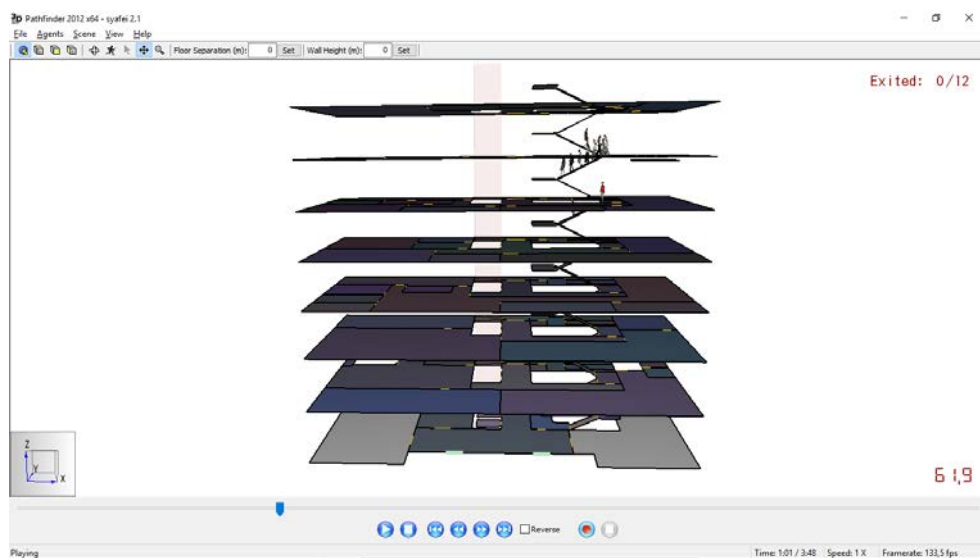 Pathfinder 2012 x64 - syafei 2.1
File Agents Scene View Help
Floor Separation (m): 0 Set Wall Height (m): 0 Set
Exited: 0/12
Z
Y
X
61,9
Reverse
Playing Time: 1:01 / 3:48 Speed: 1 X Framerate: 133,5 fps